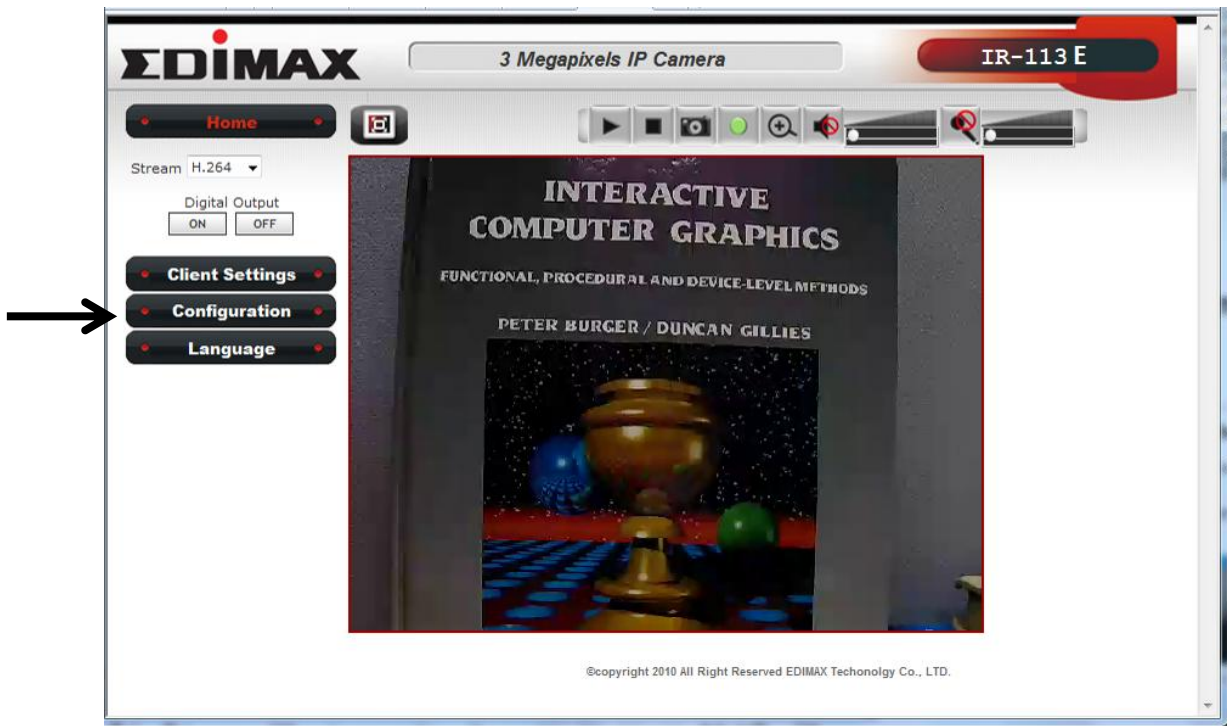 EDIMAX
3 Megapixels IP Camera
IR-113 E
Home
Stream H.264
Digital Output
ON OFF
Client Settings
Configuration
Language
INTERACTIVE
COMPUTER GRAPHICS
FUNCTIONAL, PROCEDURAL AND DEVICE-LEVEL METHODS
PETER BURGER / DUNCAN GILLIES
©copyright 2010 All Right Reserved EDIMAX Techonolgy Co., LTD.